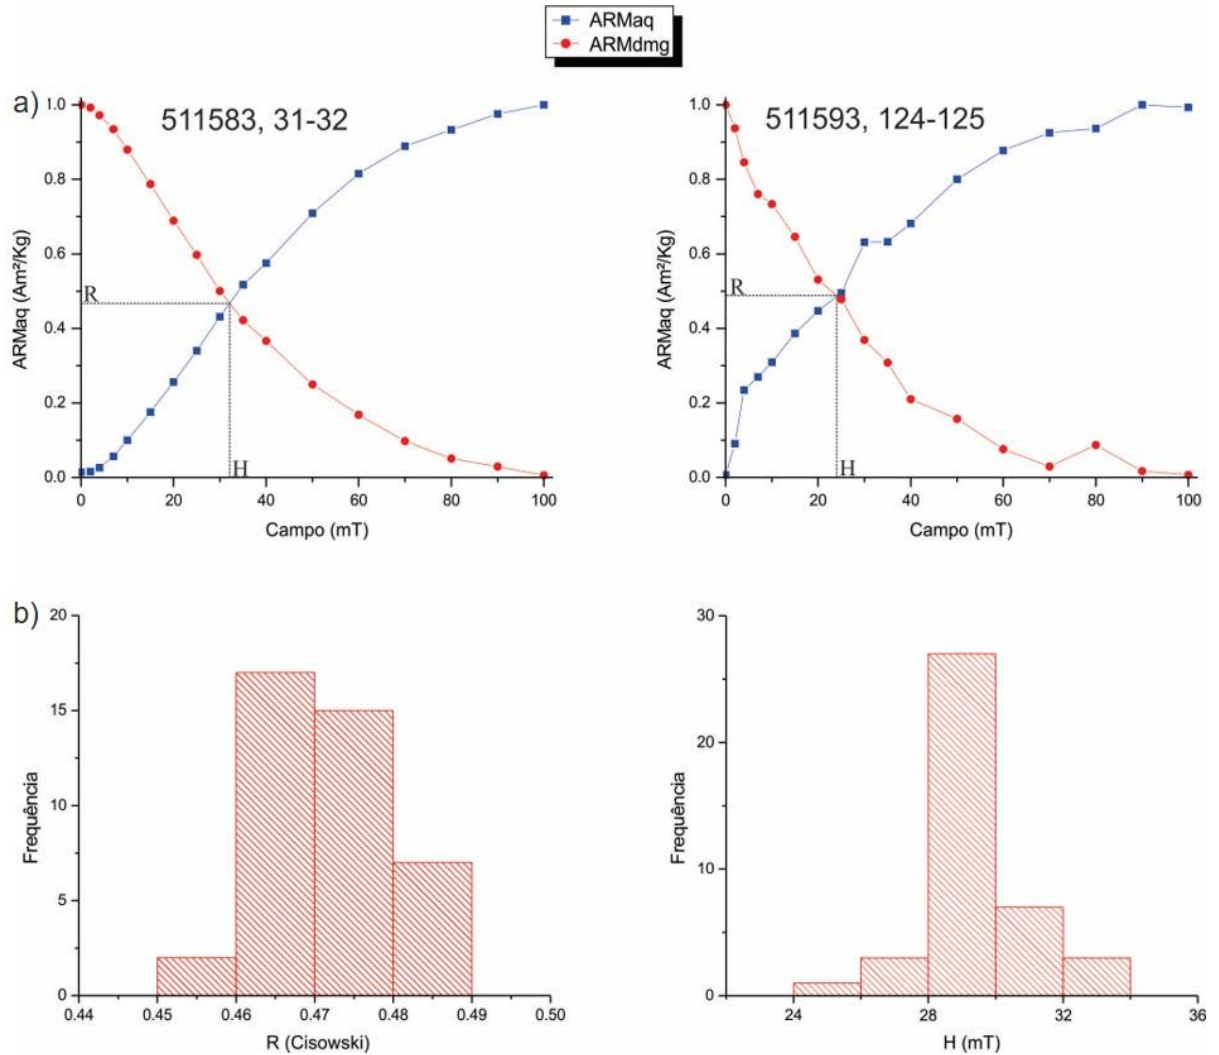 ARMaq
ARMdmg
a)
511583, 31-32
ARMaq (Am²/Kg)
1.0
0.8
0.6
0.4
0.2
0.0
R
H
0 20 40 60 80 100
Campo (mT)
511593, 124-125
ARMaq (Am²/Kg)
1.0
0.8
0.6
0.4
0.2
0.0
R
H
0 20 40 60 80 100
Campo (mT)
b)
Frequência
20
15
10
5
0
0.44 0.45 0.46 0.47 0.48 0.49 0.50
R (Cisowski)
Frequência
30
20
10
0
24 28 32 36
H (mT)